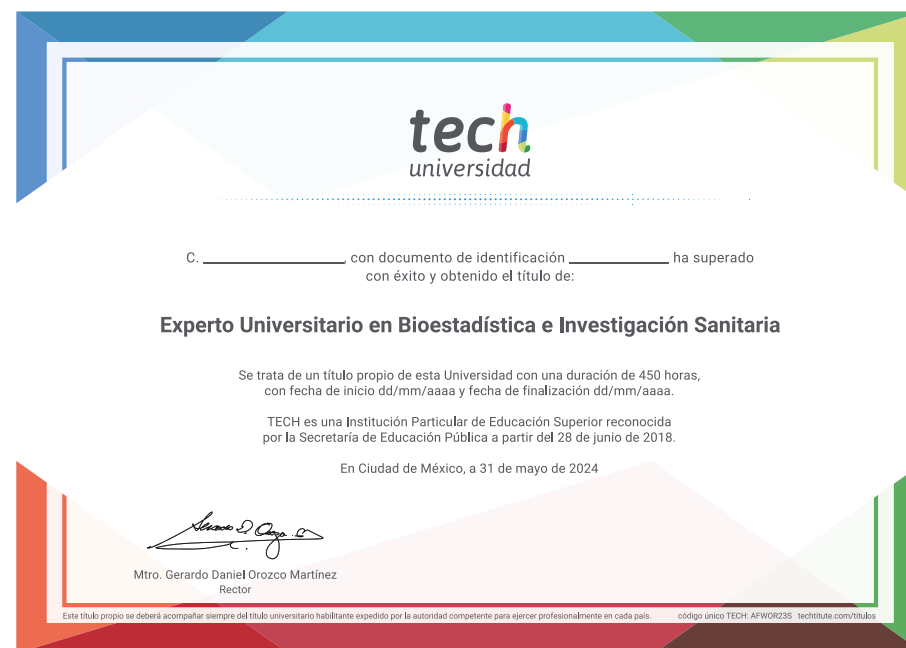 tech
universidad
C. ____________, con documento de identificación ____________ ha superado
con éxito y obtenido el título de:
Experto Universitario en Bioestadística e Investigación Sanitaria
Se trata de un título propio de esta Universidad con una duración de 450 horas,
con fecha de inicio dd/mm/aaaa y fecha de finalización dd/mm/aaaa.
TECH es una Institución Particular de Educación Superior reconocida
por la Secretaría de Educación Pública a partir del 28 de junio de 2018.
En Ciudad de México, a 31 de mayo de 2024
Mtro. Gerardo Daniel Orozco Martínez
Rector
Este título propio se deberá acompañar siempre del título universitario habilitante expedido por la autoridad competente para ejercer profesionalmente en cada país. código único TECH: AFWOR23S techtitute.com/titulos